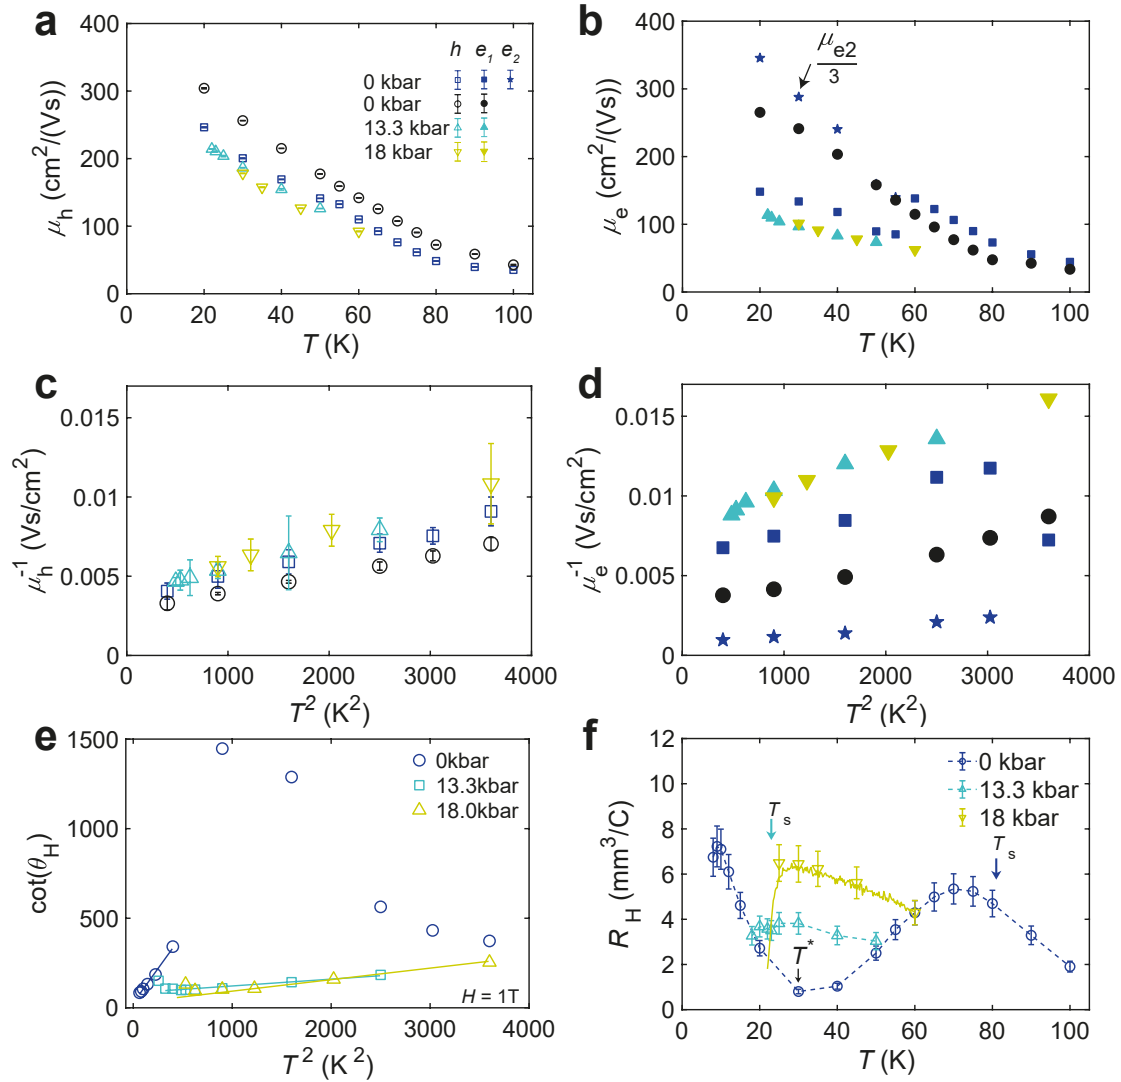 a
400
300
200
100
0
μh (cm²/(Vs))
h e1 e2
0 kbar
0 kbar
13.3 kbar
18 kbar
0 20 40 60 80 100
T (K)
b
400
300
200
100
0
μe (cm²/(Vs))
μe2
3
0 20 40 60 80 100
T (K)
c
0.015
0.01
0.005
0
μh⁻¹ (Vs/cm²)
0 1000 2000 3000 4000
T² (K²)
d
0.015
0.01
0.005
0
μe⁻¹ (Vs/cm²)
0 1000 2000 3000 4000
T² (K²)
e
1500
1000
500
0
cot(θH)
0kbar
13.3kbar
18.0kbar
H = 1T
0 1000 2000 3000 4000
T² (K²)
f
12
10
8
6
4
2
0
RH (mm³/C)
0 kbar
13.3 kbar
18 kbar
Ts
Ts
T*
0 20 40 60 80 100
T (K)